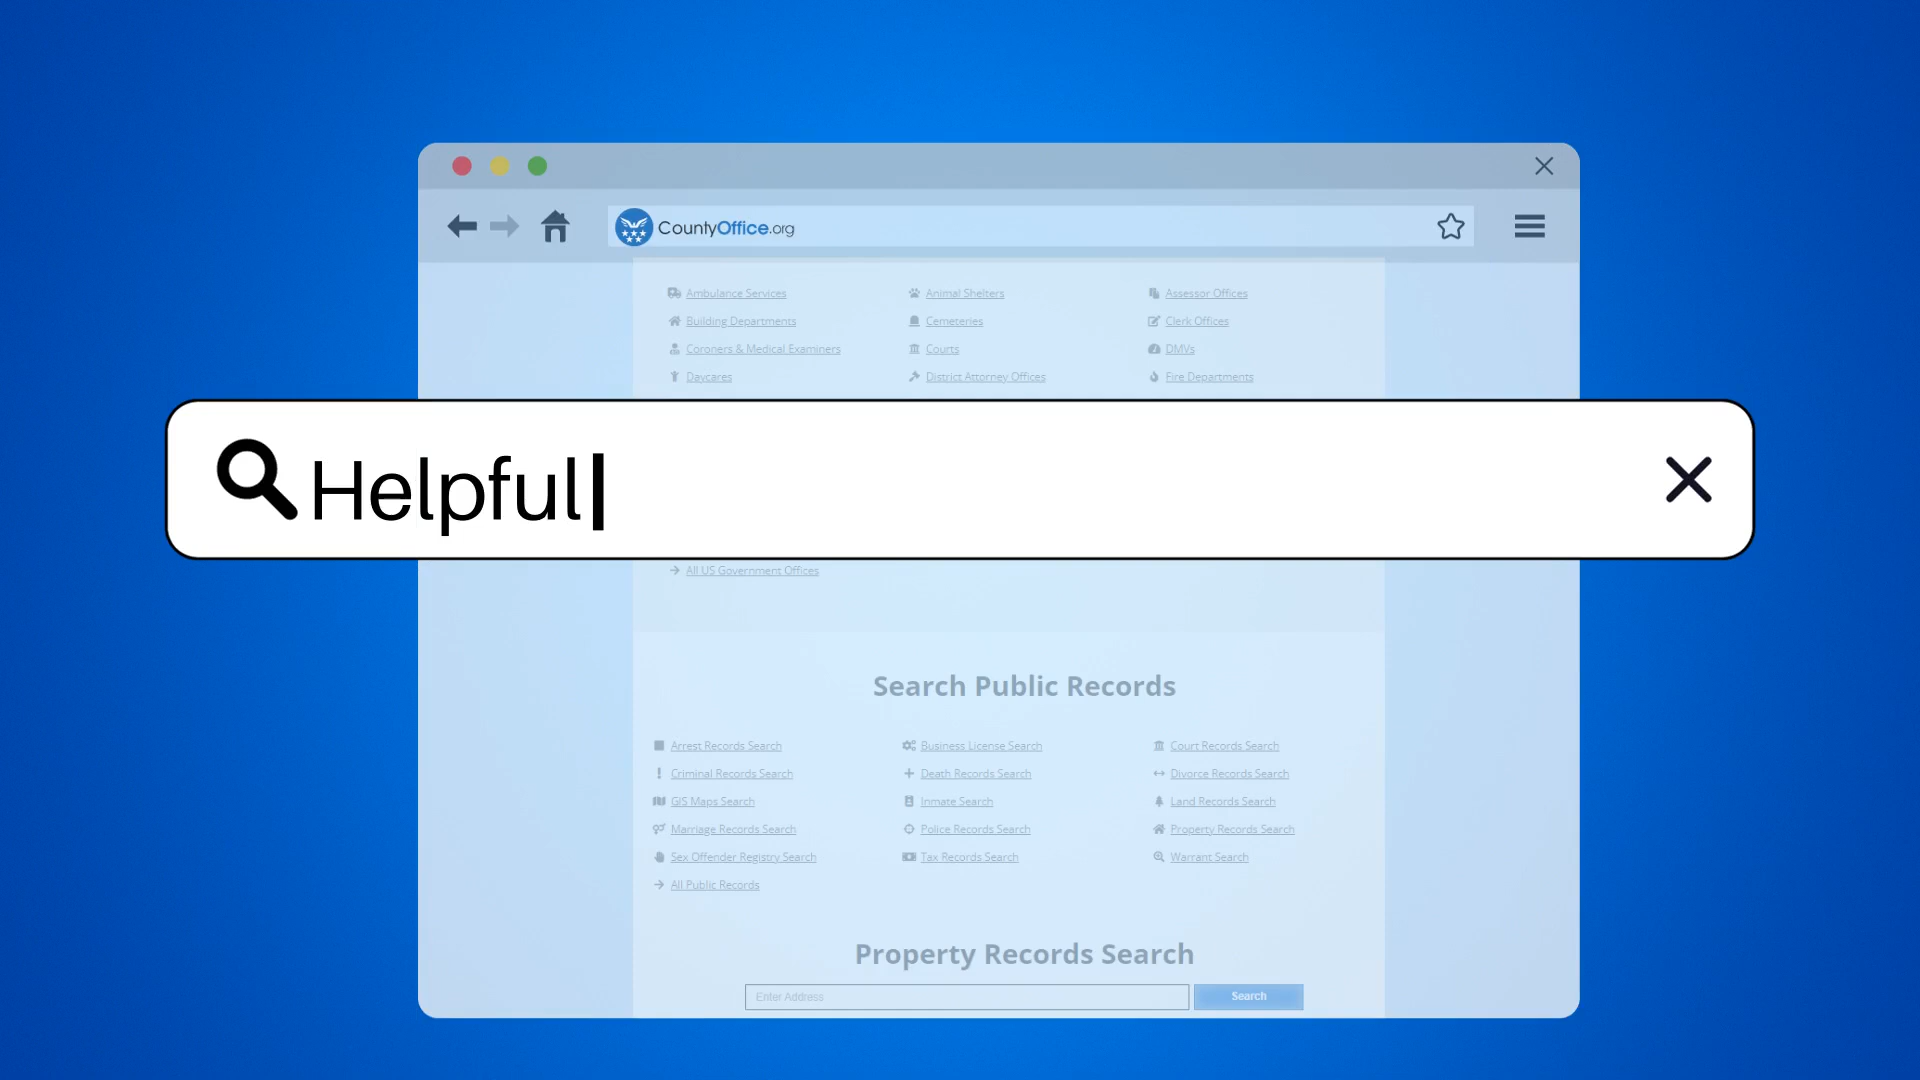 CountyOffice.org
Ambulance Services Animal Shelters Assessor Offices
Building Departments Cemeteries Clerk Offices
Coroners & Medical Examiners Courts DMVs
Daycares District Attorney Offices Fire Departments
Helpful
All US Government Offices
Search Public Records
Arrest Records Search Business License Search Court Records Search
Criminal Records Search Death Records Search Divorce Records Search
GIS Maps Search Inmate Search Land Records Search
Marriage Records Search Police Records Search Property Records Search
Sex Offender Registry Search Tax Records Search Warrant Search
All Public Records
Property Records Search
Enter Address Search